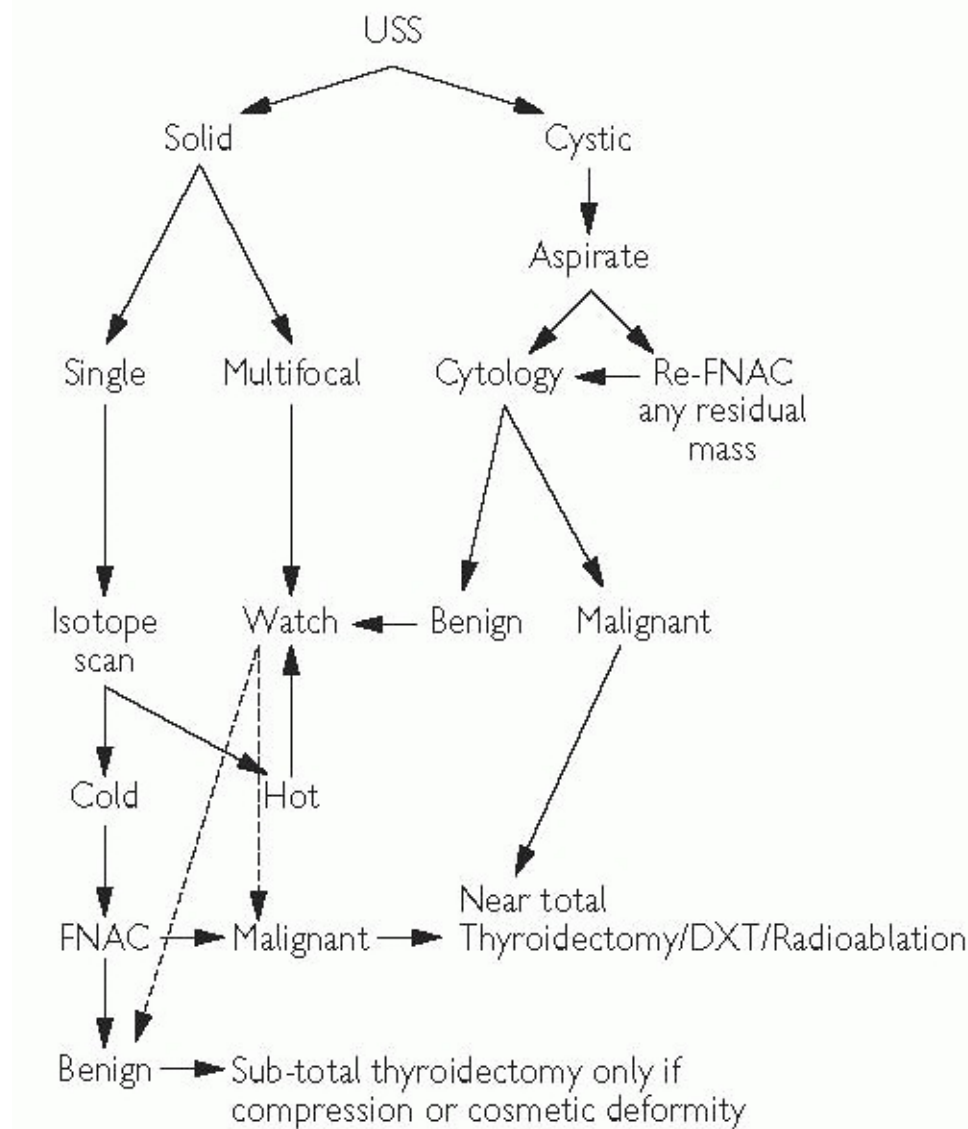 USS
Solid
Cystic
Aspirate
Single
Multifocal
Cytology
Re-FNAC
any residual
mass
Isotope
scan
Watch
Benign
Malignant
Cold
Hot
Near total
FNAC
Malignant
Thyroidectomy/DXT/Radioablation
Benign
Sub-total thyroidectomy only if
compression or cosmetic deformity